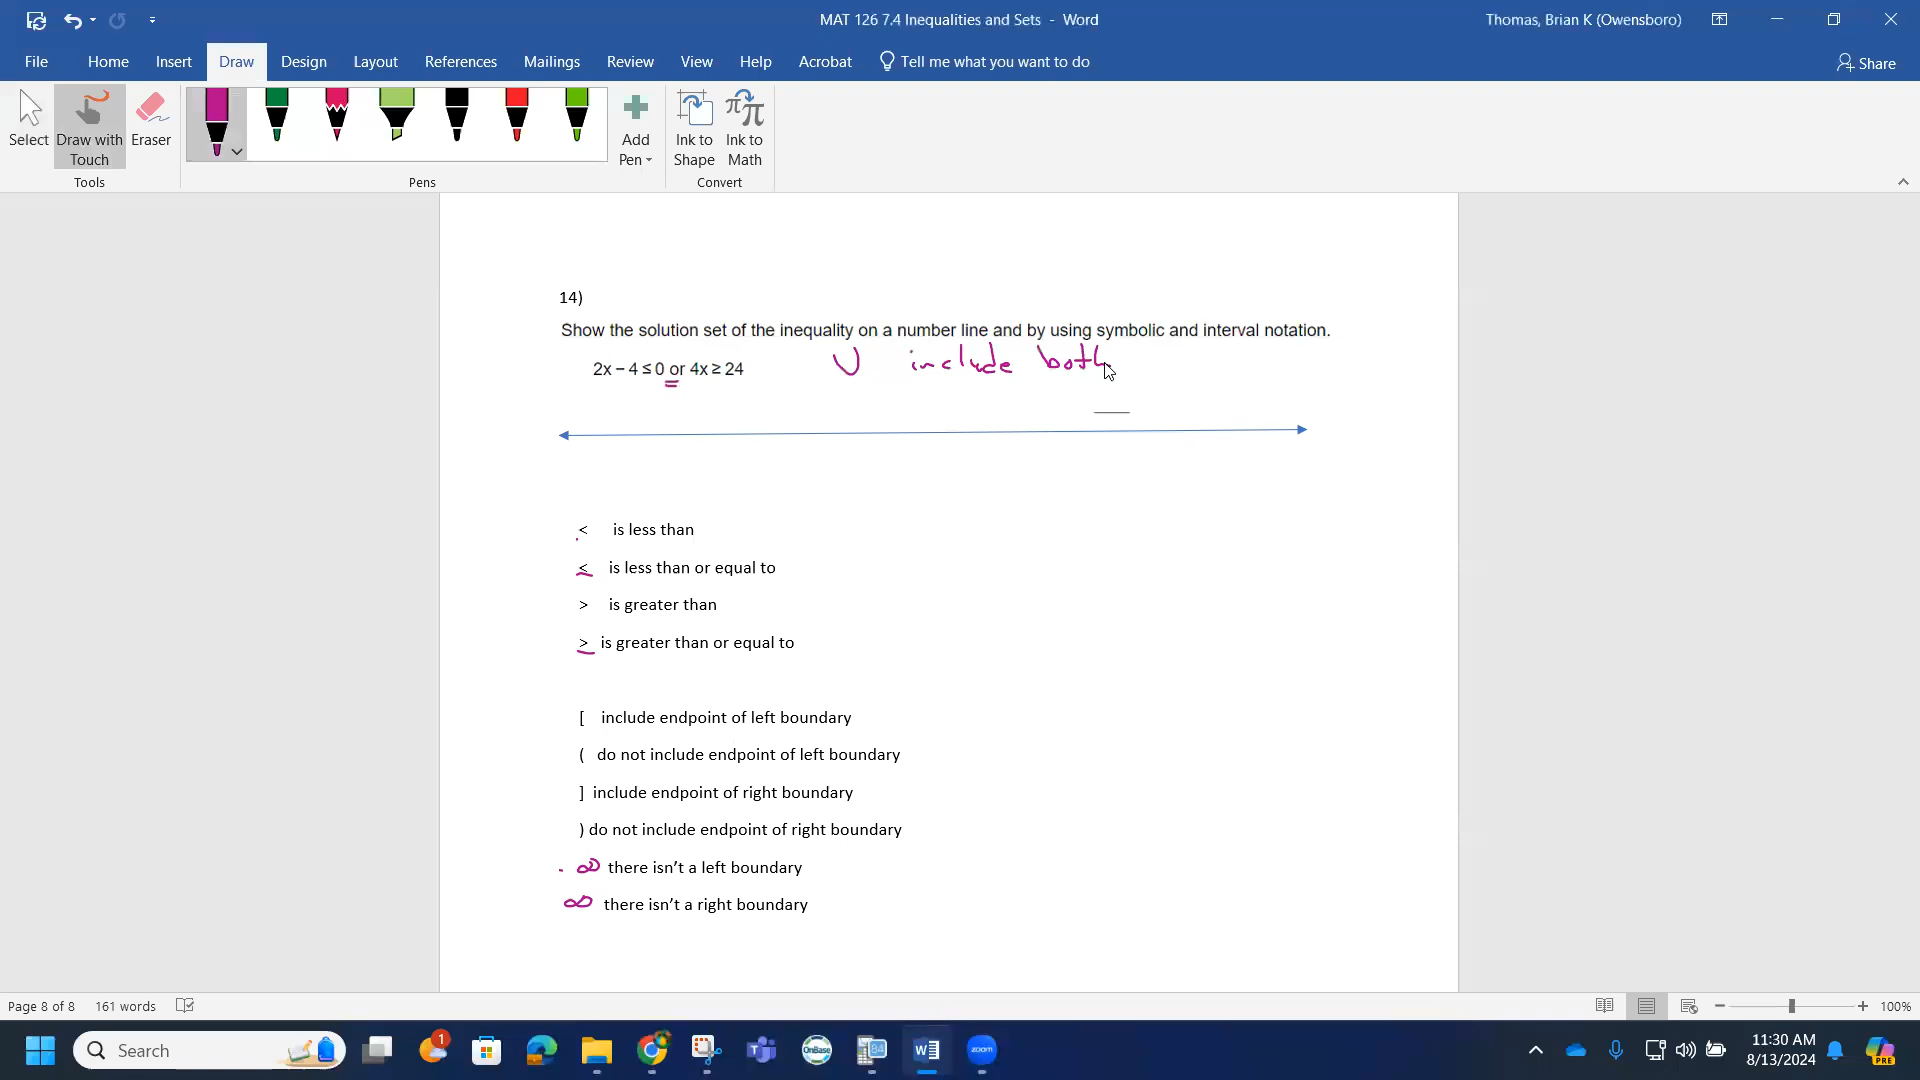 MAT 126 7.4 Inequalities and Sets - Word
Thomas, Brian K (Owensboro)
File Home Insert Draw Design Layout References Mailings Review View Help Acrobat Tell me what you want to do Share
Select Draw with Touch Eraser Add Pen Ink to Shape Ink to Math
Tools Pens Convert
14)
Show the solution set of the inequality on a number line and by using symbolic and interval notation.
2x − 4 ≤ 0 or 4x ≥ 24 ∪ include both
< is less than
< is less than or equal to
> is greater than
> is greater than or equal to
[ include endpoint of left boundary
( do not include endpoint of left boundary
] include endpoint of right boundary
) do not include endpoint of right boundary
- ∞ there isn’t a left boundary
∞ there isn’t a right boundary
Page 8 of 8 161 words 100%
Search 1 OnBase 84 zoom 11:30 AM
8/13/2024 PRE